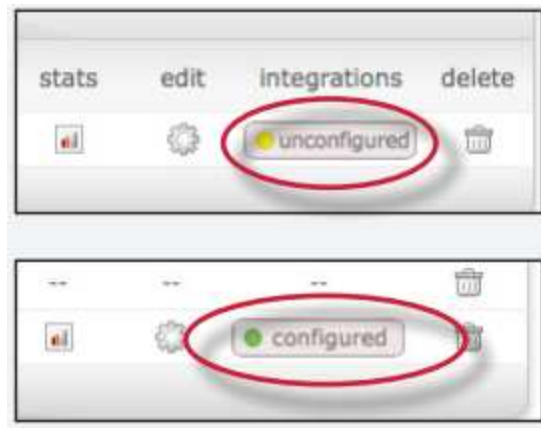 stats edit integrations delete
unconfigured
-- -- --
configured